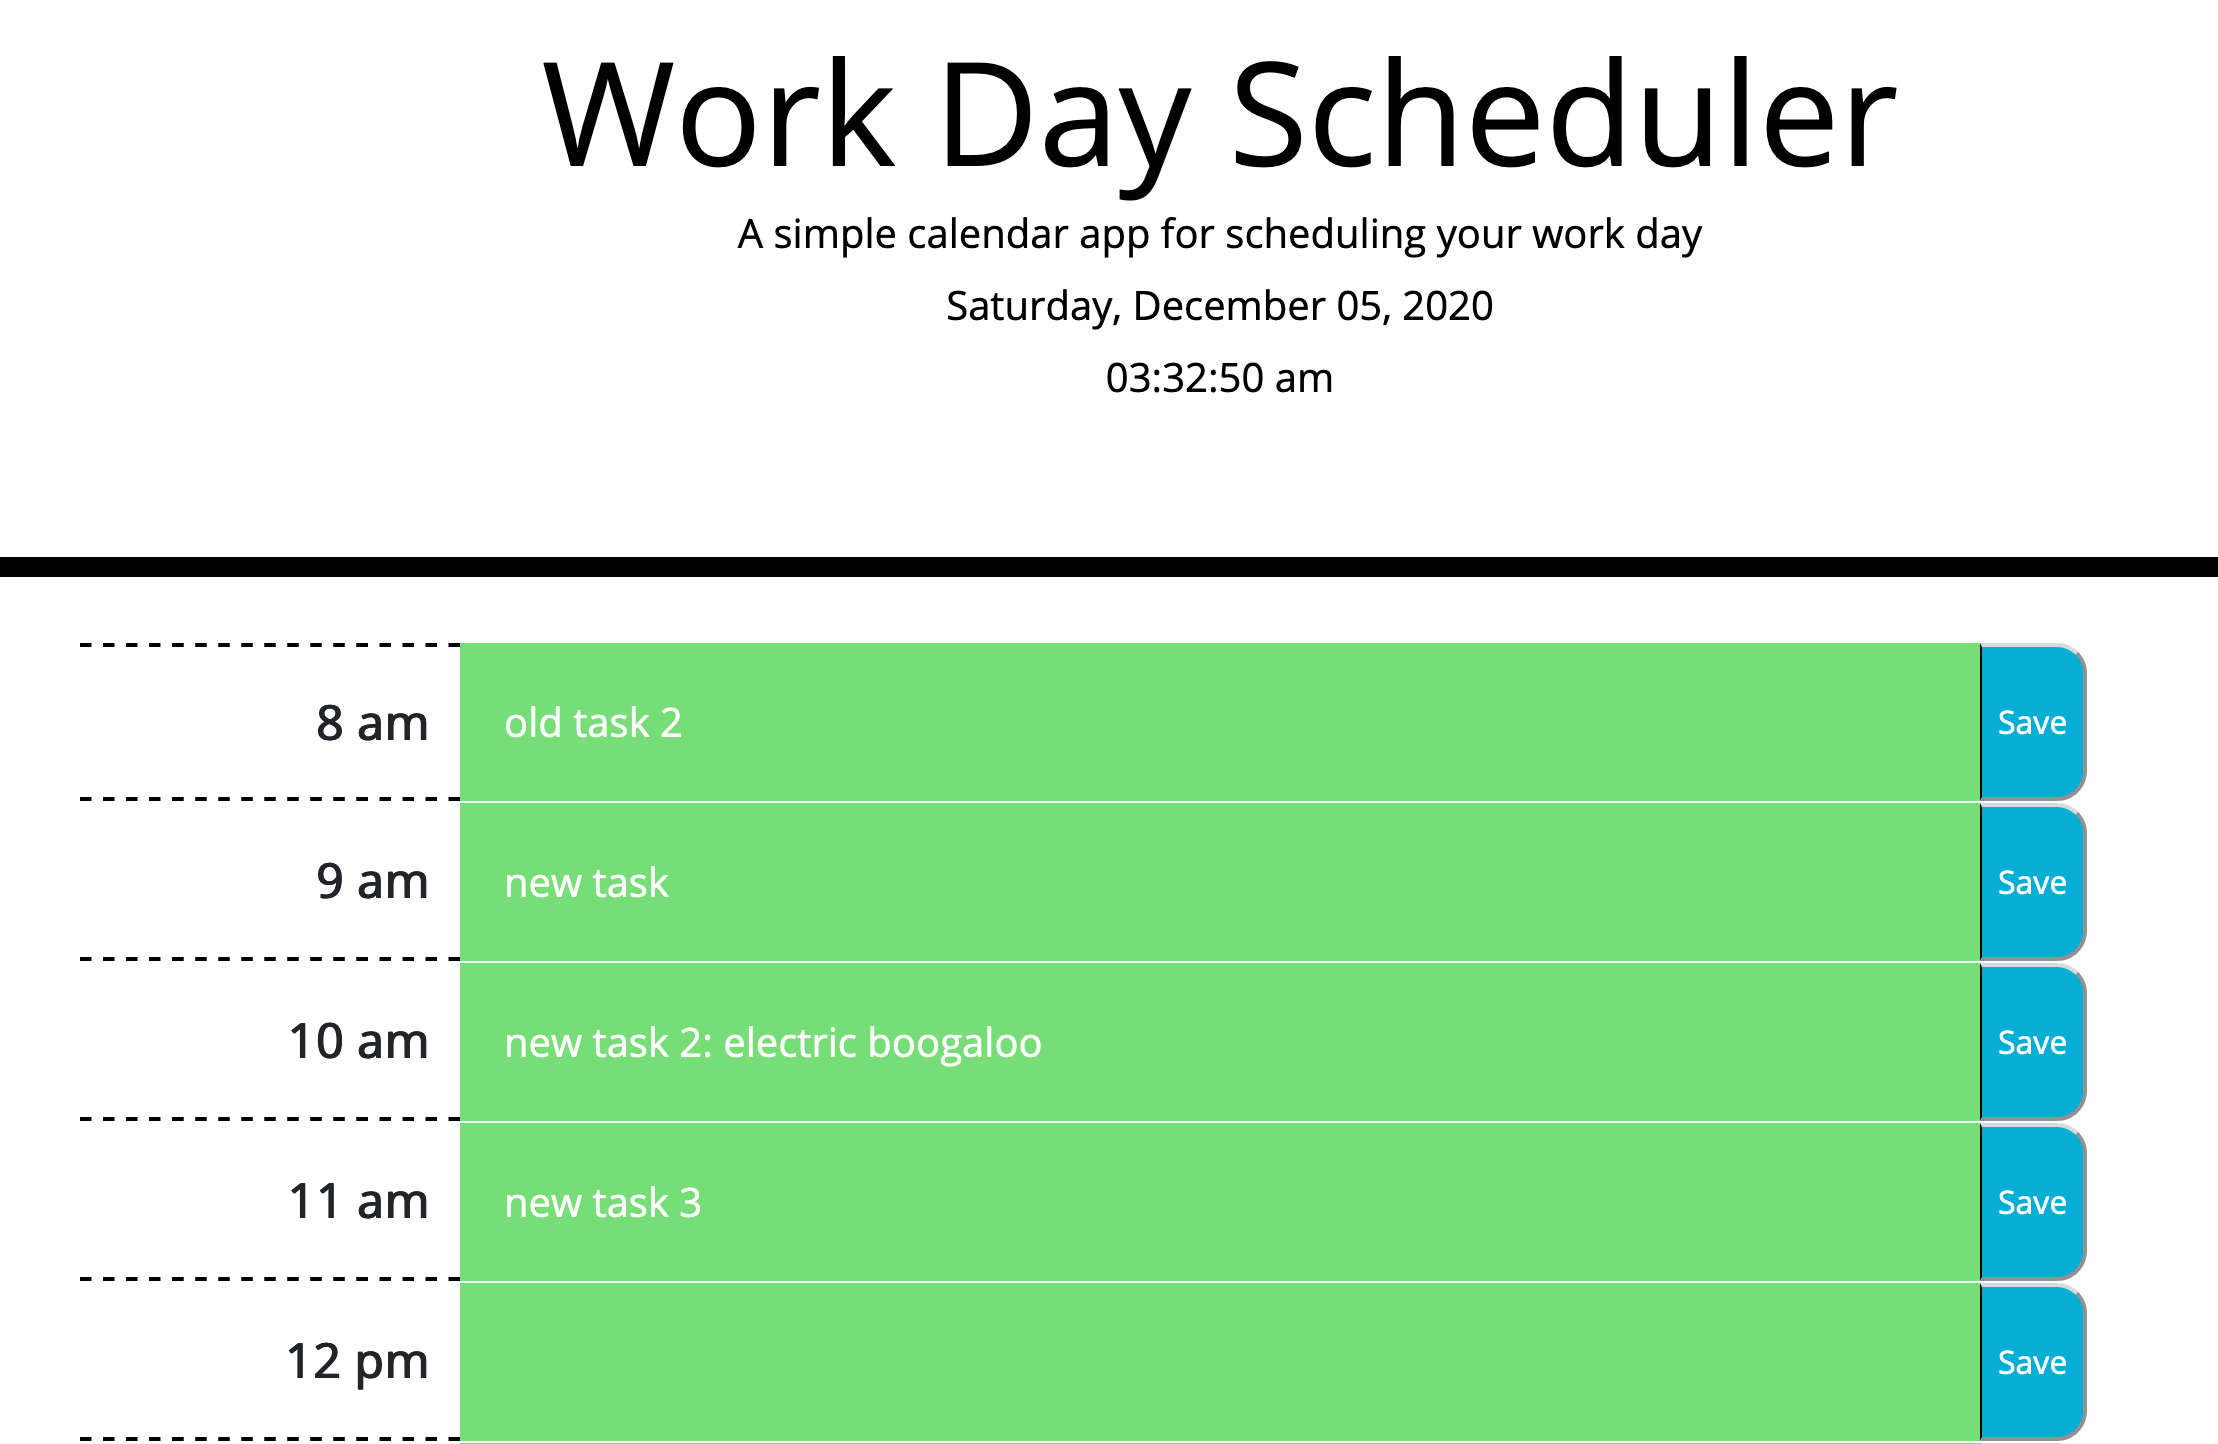 Work Day Scheduler
A simple calendar app for scheduling your work day
Saturday, December 05, 2020
03:32:50 am
8 am old task 2 Save
9 am new task Save
10 am new task 2: electric boogaloo Save
11 am new task 3 Save
12 pm Save